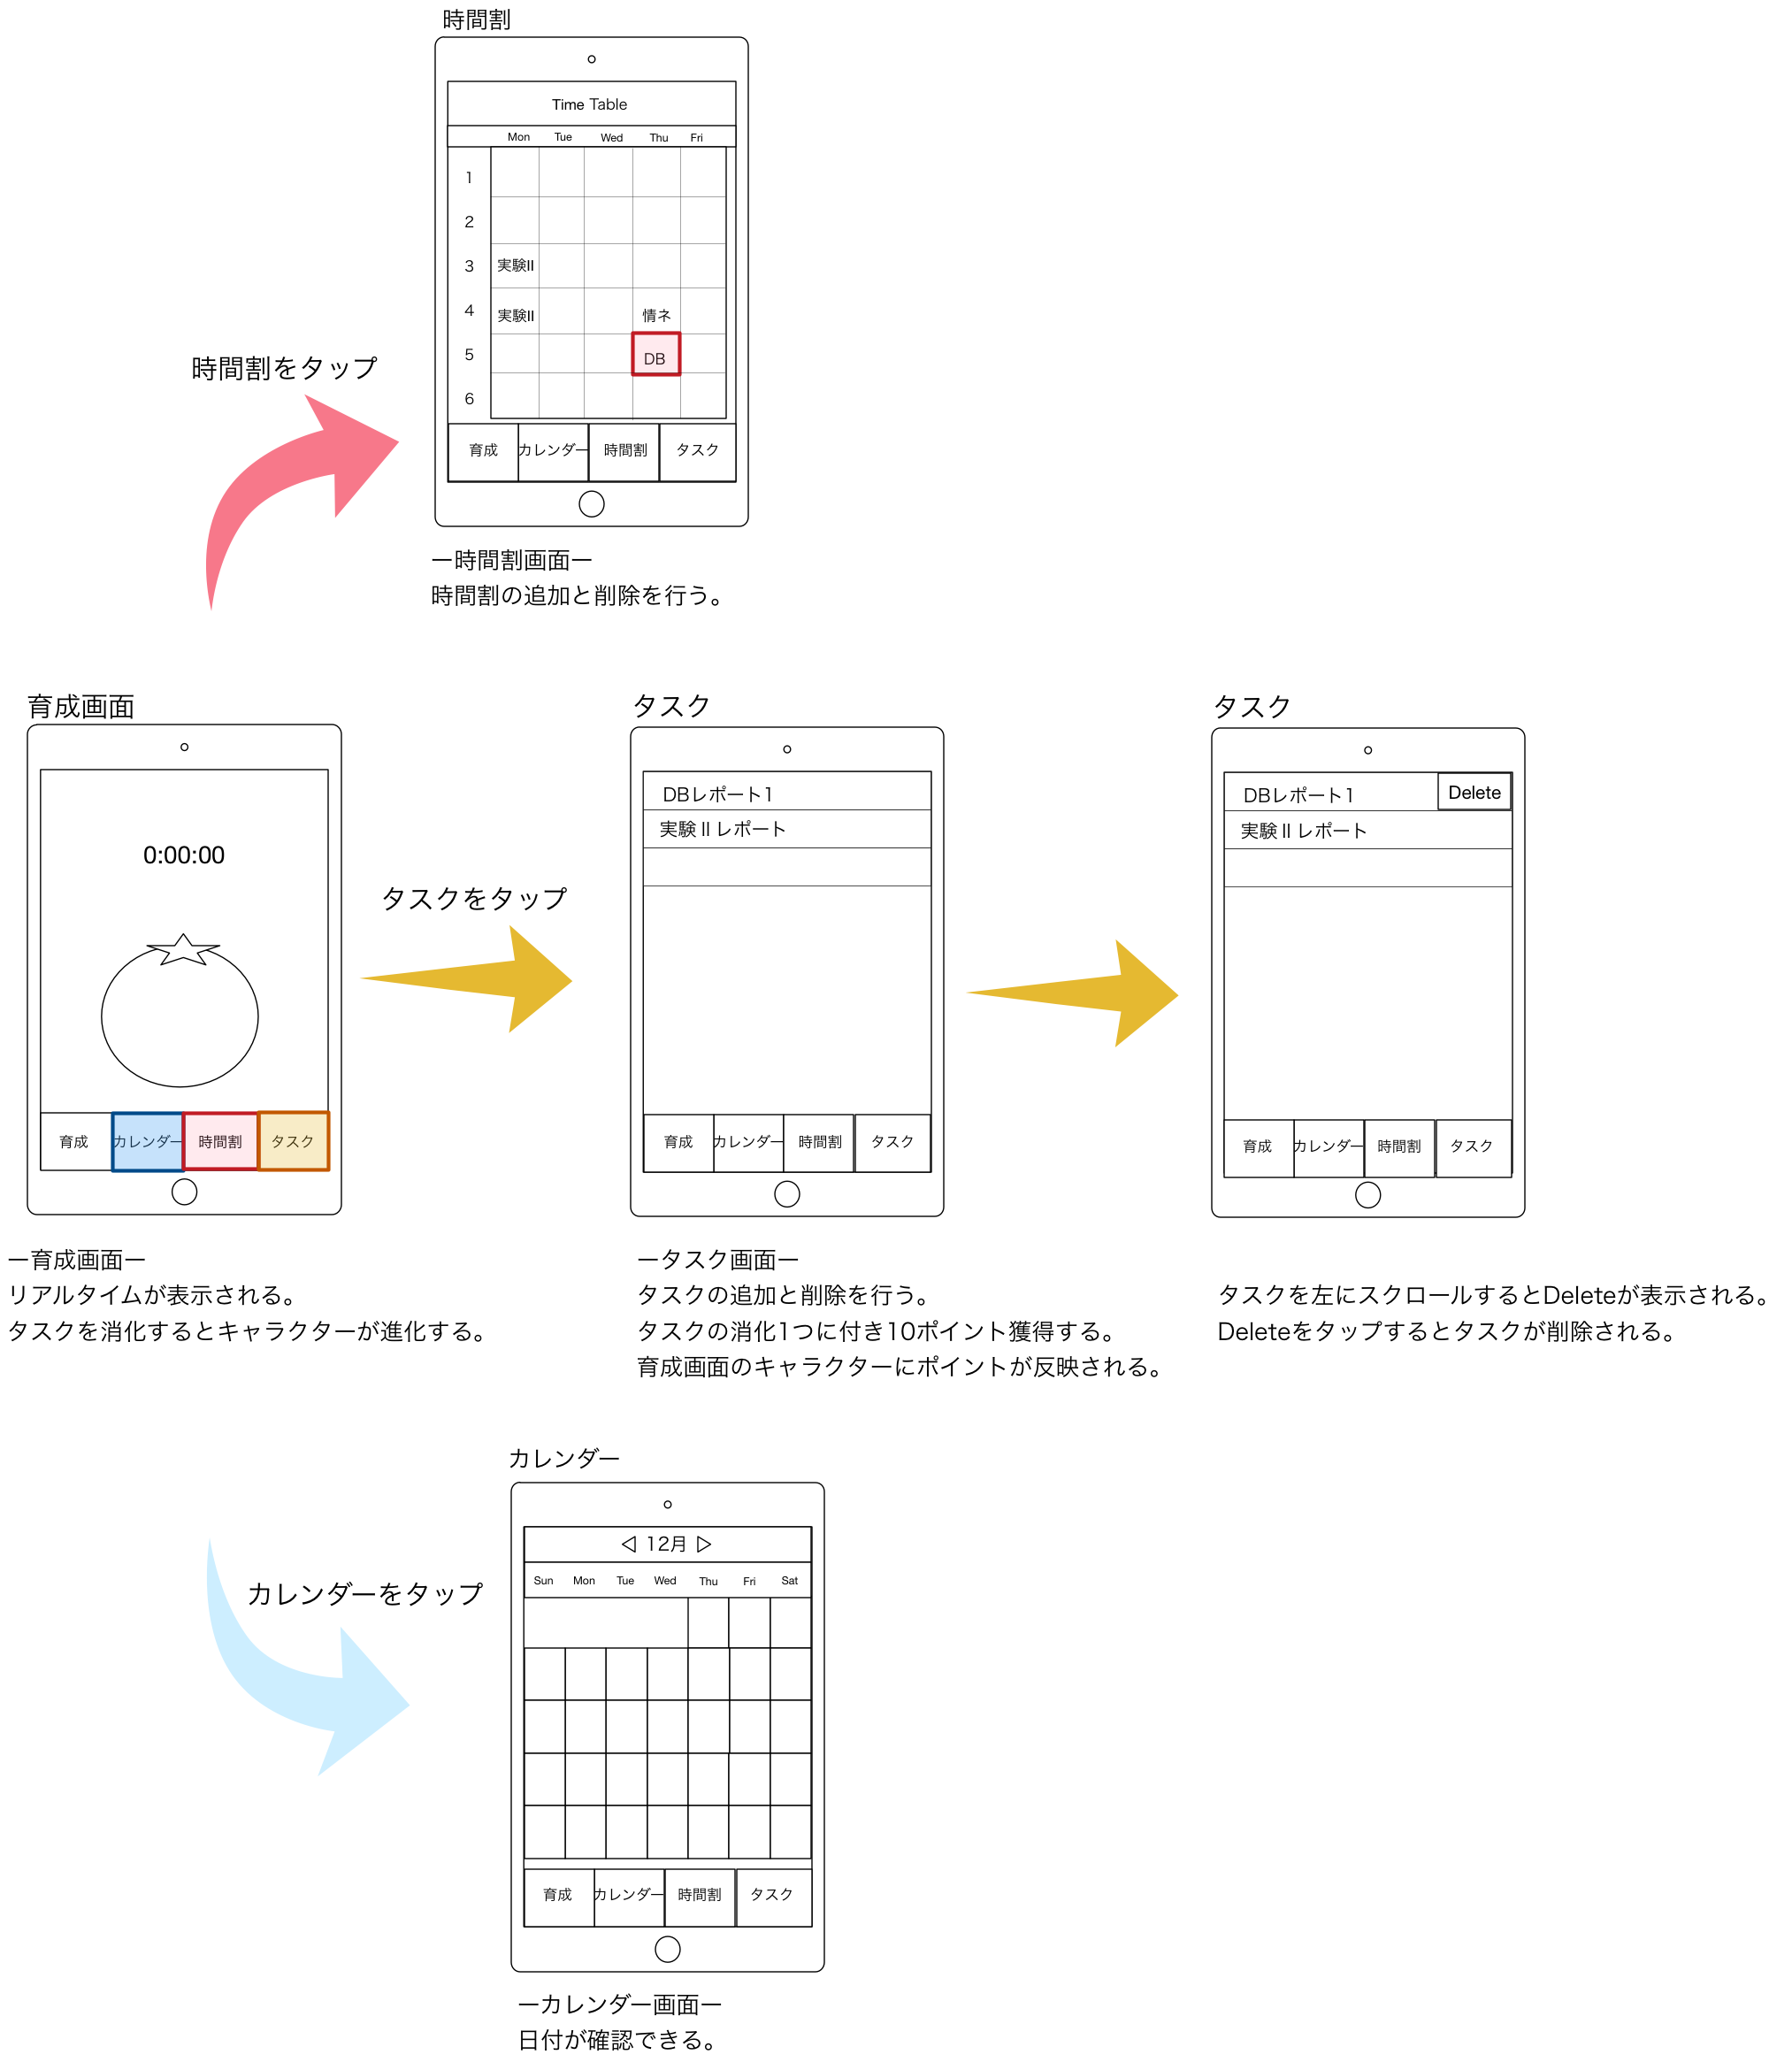 時間割
Time Table
Mon Tue Wed Thu Fri
1
2
3 実験II
4 実験II 情ネ
5 DB
6
育成 カレンダー 時間割 タスク
ー時間割画面ー
時間割の追加と削除を行う。
時間割をタップ
育成画面
0:00:00
育成 カレンダー 時間割 タスク
ー育成画面ー
リアルタイムが表示される。
タスクを消化するとキャラクターが進化する。
タスクをタップ
タスク
DBレポート1
実験IIレポート
育成 カレンダー 時間割 タスク
ータスク画面ー
タスクの追加と削除を行う。
タスクの消化1つに付き10ポイント獲得する。
育成画面のキャラクターにポイントが反映される。
タスク
DBレポート1 Delete
実験IIレポート
育成 カレンダー 時間割 タスク
タスクを左にスクロールするとDeleteが表示される。
Deleteをタップするとタスクが削除される。
カレンダーをタップ
カレンダー
◁ 12月 ▷
Sun Mon Tue Wed Thu Fri Sat
育成 カレンダー 時間割 タスク
ーカレンダー画面ー
日付が確認できる。